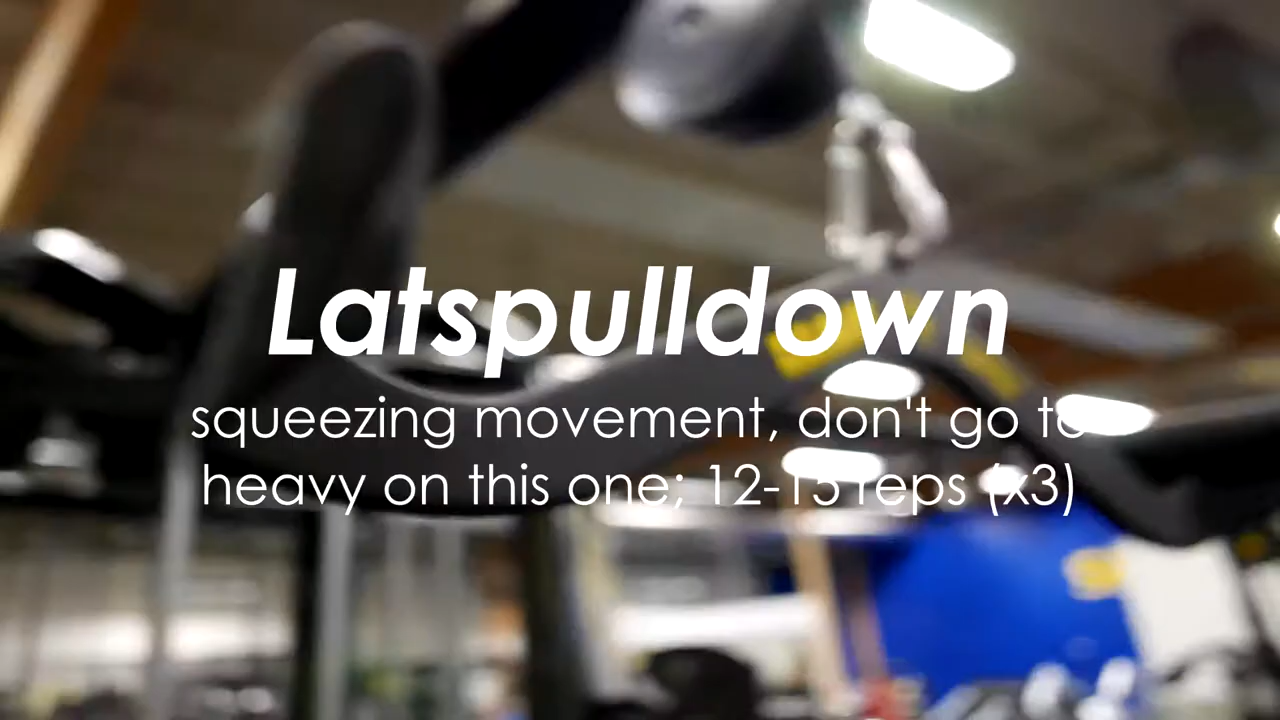 Latspulldown
squeezing movement, don't go to
heavy on this one; 12-15 reps (x3)